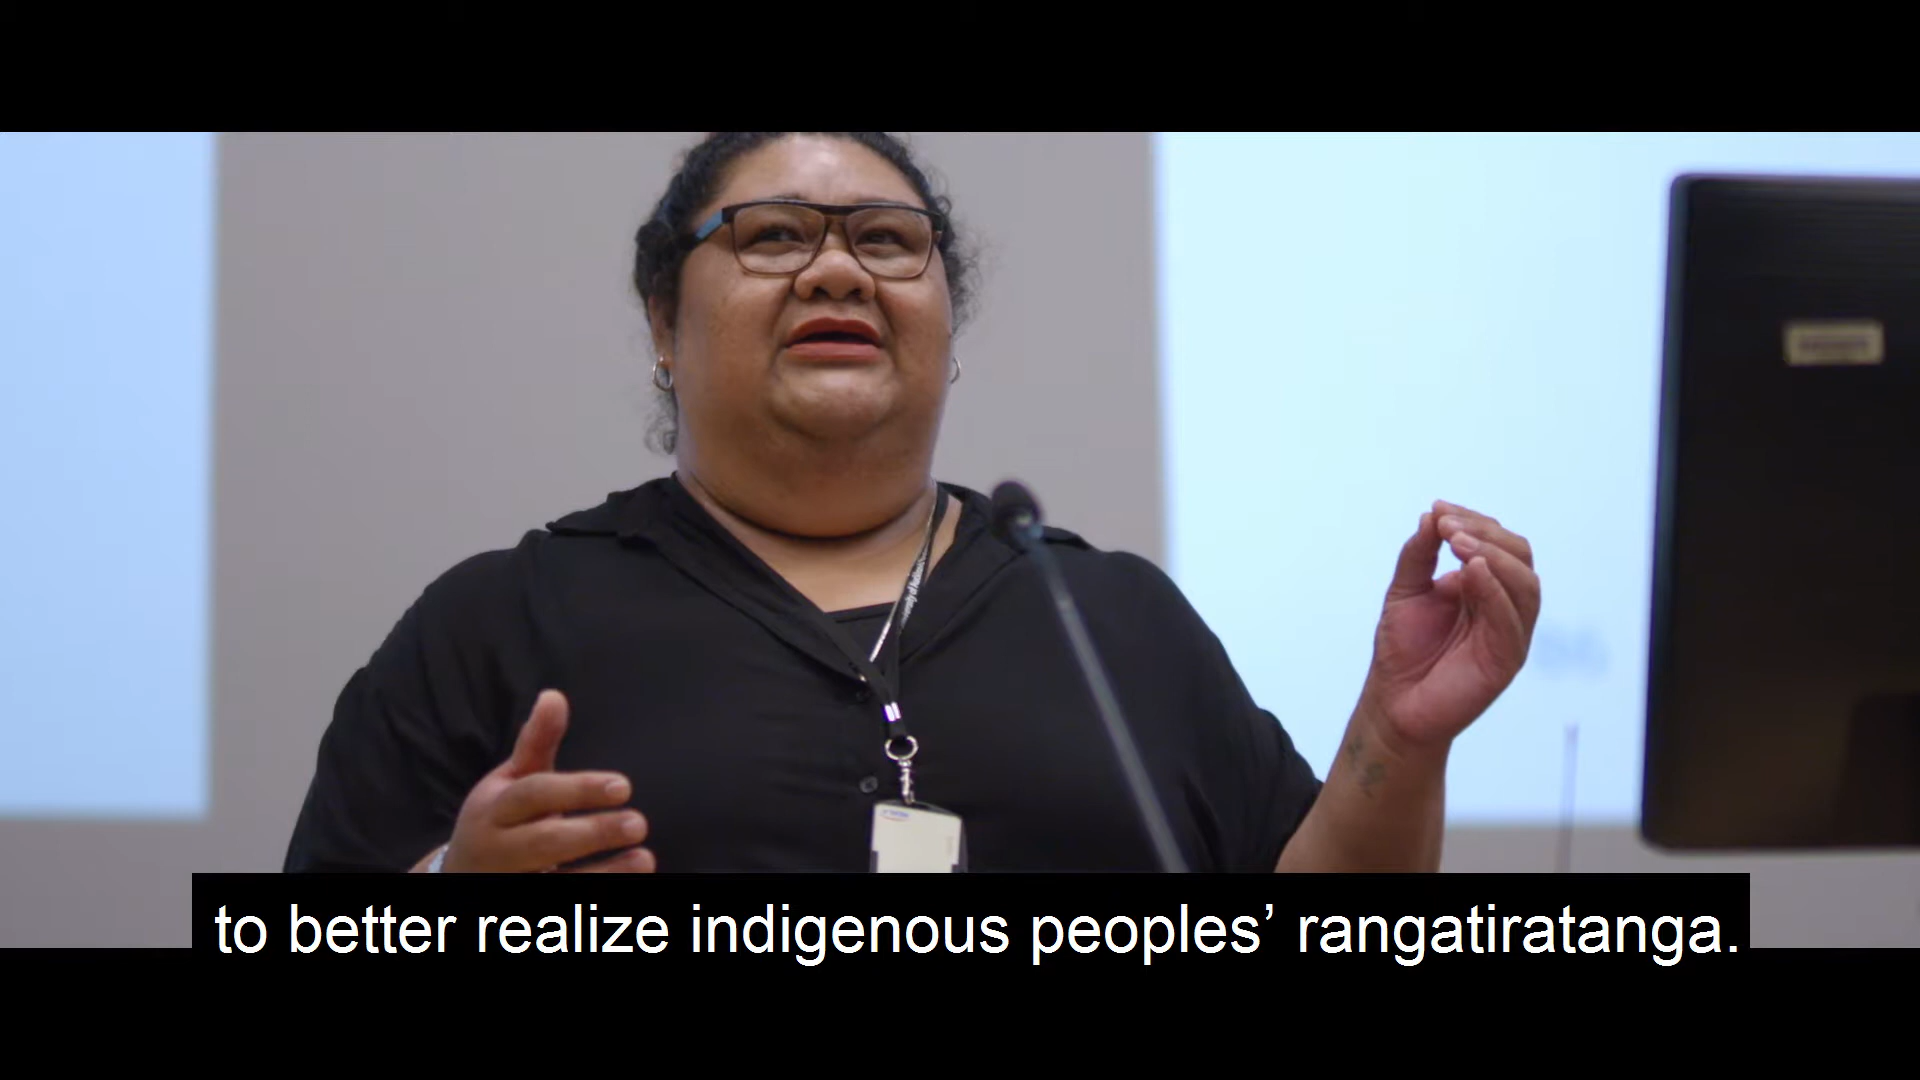 to better realize indigenous peoples’ rangatiratanga.